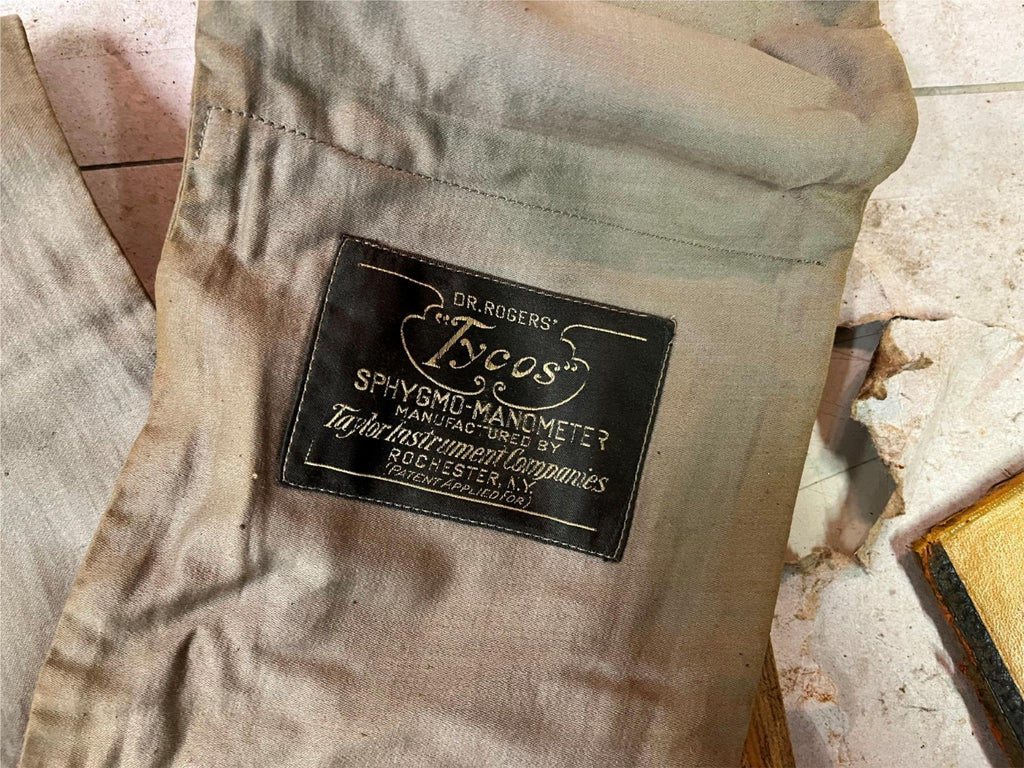 DR. ROGERS'
"Tycos"
SPHYGMO-MANOMETER
MANUFACTURED BY
Taylor Instrument Companies
ROCHESTER, N.Y.
(PATENT APPLIED FOR)